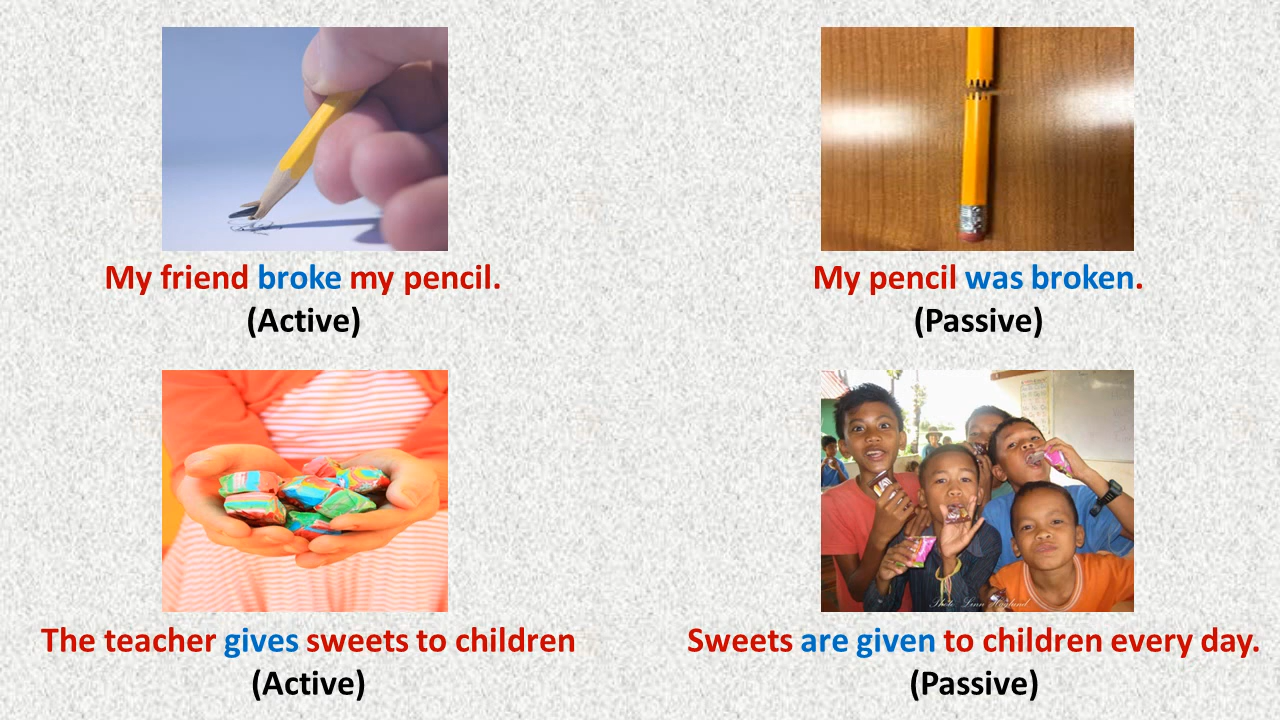 My friend broke my pencil.
(Active)
My pencil was broken.
(Passive)
The teacher gives sweets to children
(Active)
Sweets are given to children every day.
(Passive)